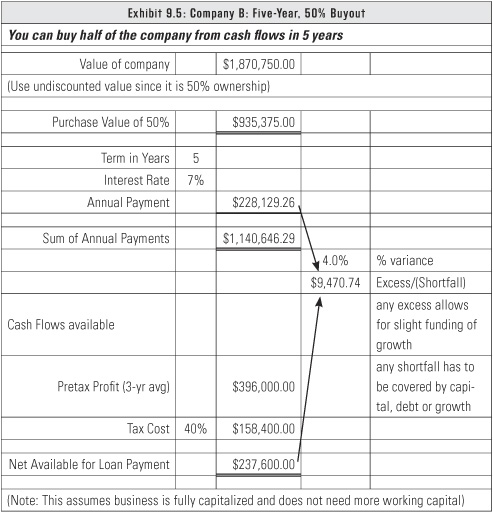 Exhibit 9.5: Company B: Five-Year, 50% Buyout
You can buy half of the company from cash flows in 5 years
Value of company $1,870,750.00
(Use undiscounted value since it is 50% ownership)
Purchase Value of 50% $935,375.00
Term in Years 5
Interest Rate 7%
Annual Payment $228,129.26
Sum of Annual Payments $1,140,646.29
4.0% % variance
$9,470.74 Excess/(Shortfall)
Cash Flows available
any excess allows
for slight funding of
growth
Pretax Profit (3-yr avg) $396,000.00
any shortfall has to
be covered by capi-
tal, debt or growth
Tax Cost 40% $158,400.00
Net Available for Loan Payment $237,600.00
(Note: This assumes business is fully capitalized and does not need more working capital)